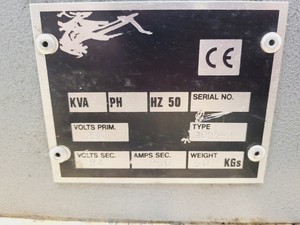 CE
KVA PH HZ 50 SERIAL NO.
VOLTS PRIM. TYPE
VOLTS SEC. AMPS SEC. WEIGHT KGs